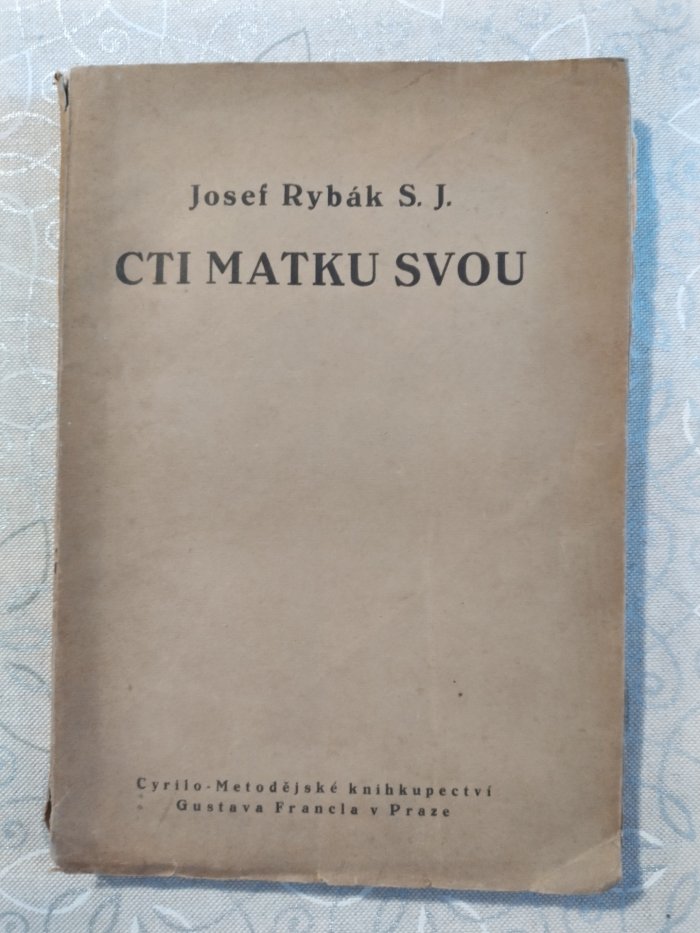 Josef Rybák S. J.
CTI MATKU SVOU
Cyrilo-Metodějské knihkupectví
Gustava Francla v Praze